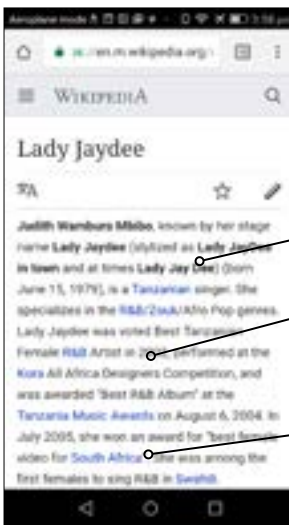 Aeroplane mode 3:58 pm
en.m.wikipedia.org
WIKIPEDIA
Lady Jaydee
Judith Wambura Mbibo, known by her stage
name Lady Jaydee (stylized as Lady JayDee
in town and at times Lady Jay Dee) (born
June 15, 1979), is a Tanzanian singer. She
specializes in the R&B/Zouk/Afro Pop genres.
Lady Jaydee was voted Best Tanzanian
Female R&B Artist in performed at the
Kora All Africa Designers Competition, and
was awarded "Best R&B Album" at the
Tanzania Music Awards on August 6, 2004. In
July 2005, she won an award for "best female
video for South Africa" She was among the
first females to sing R&B in Swahili.